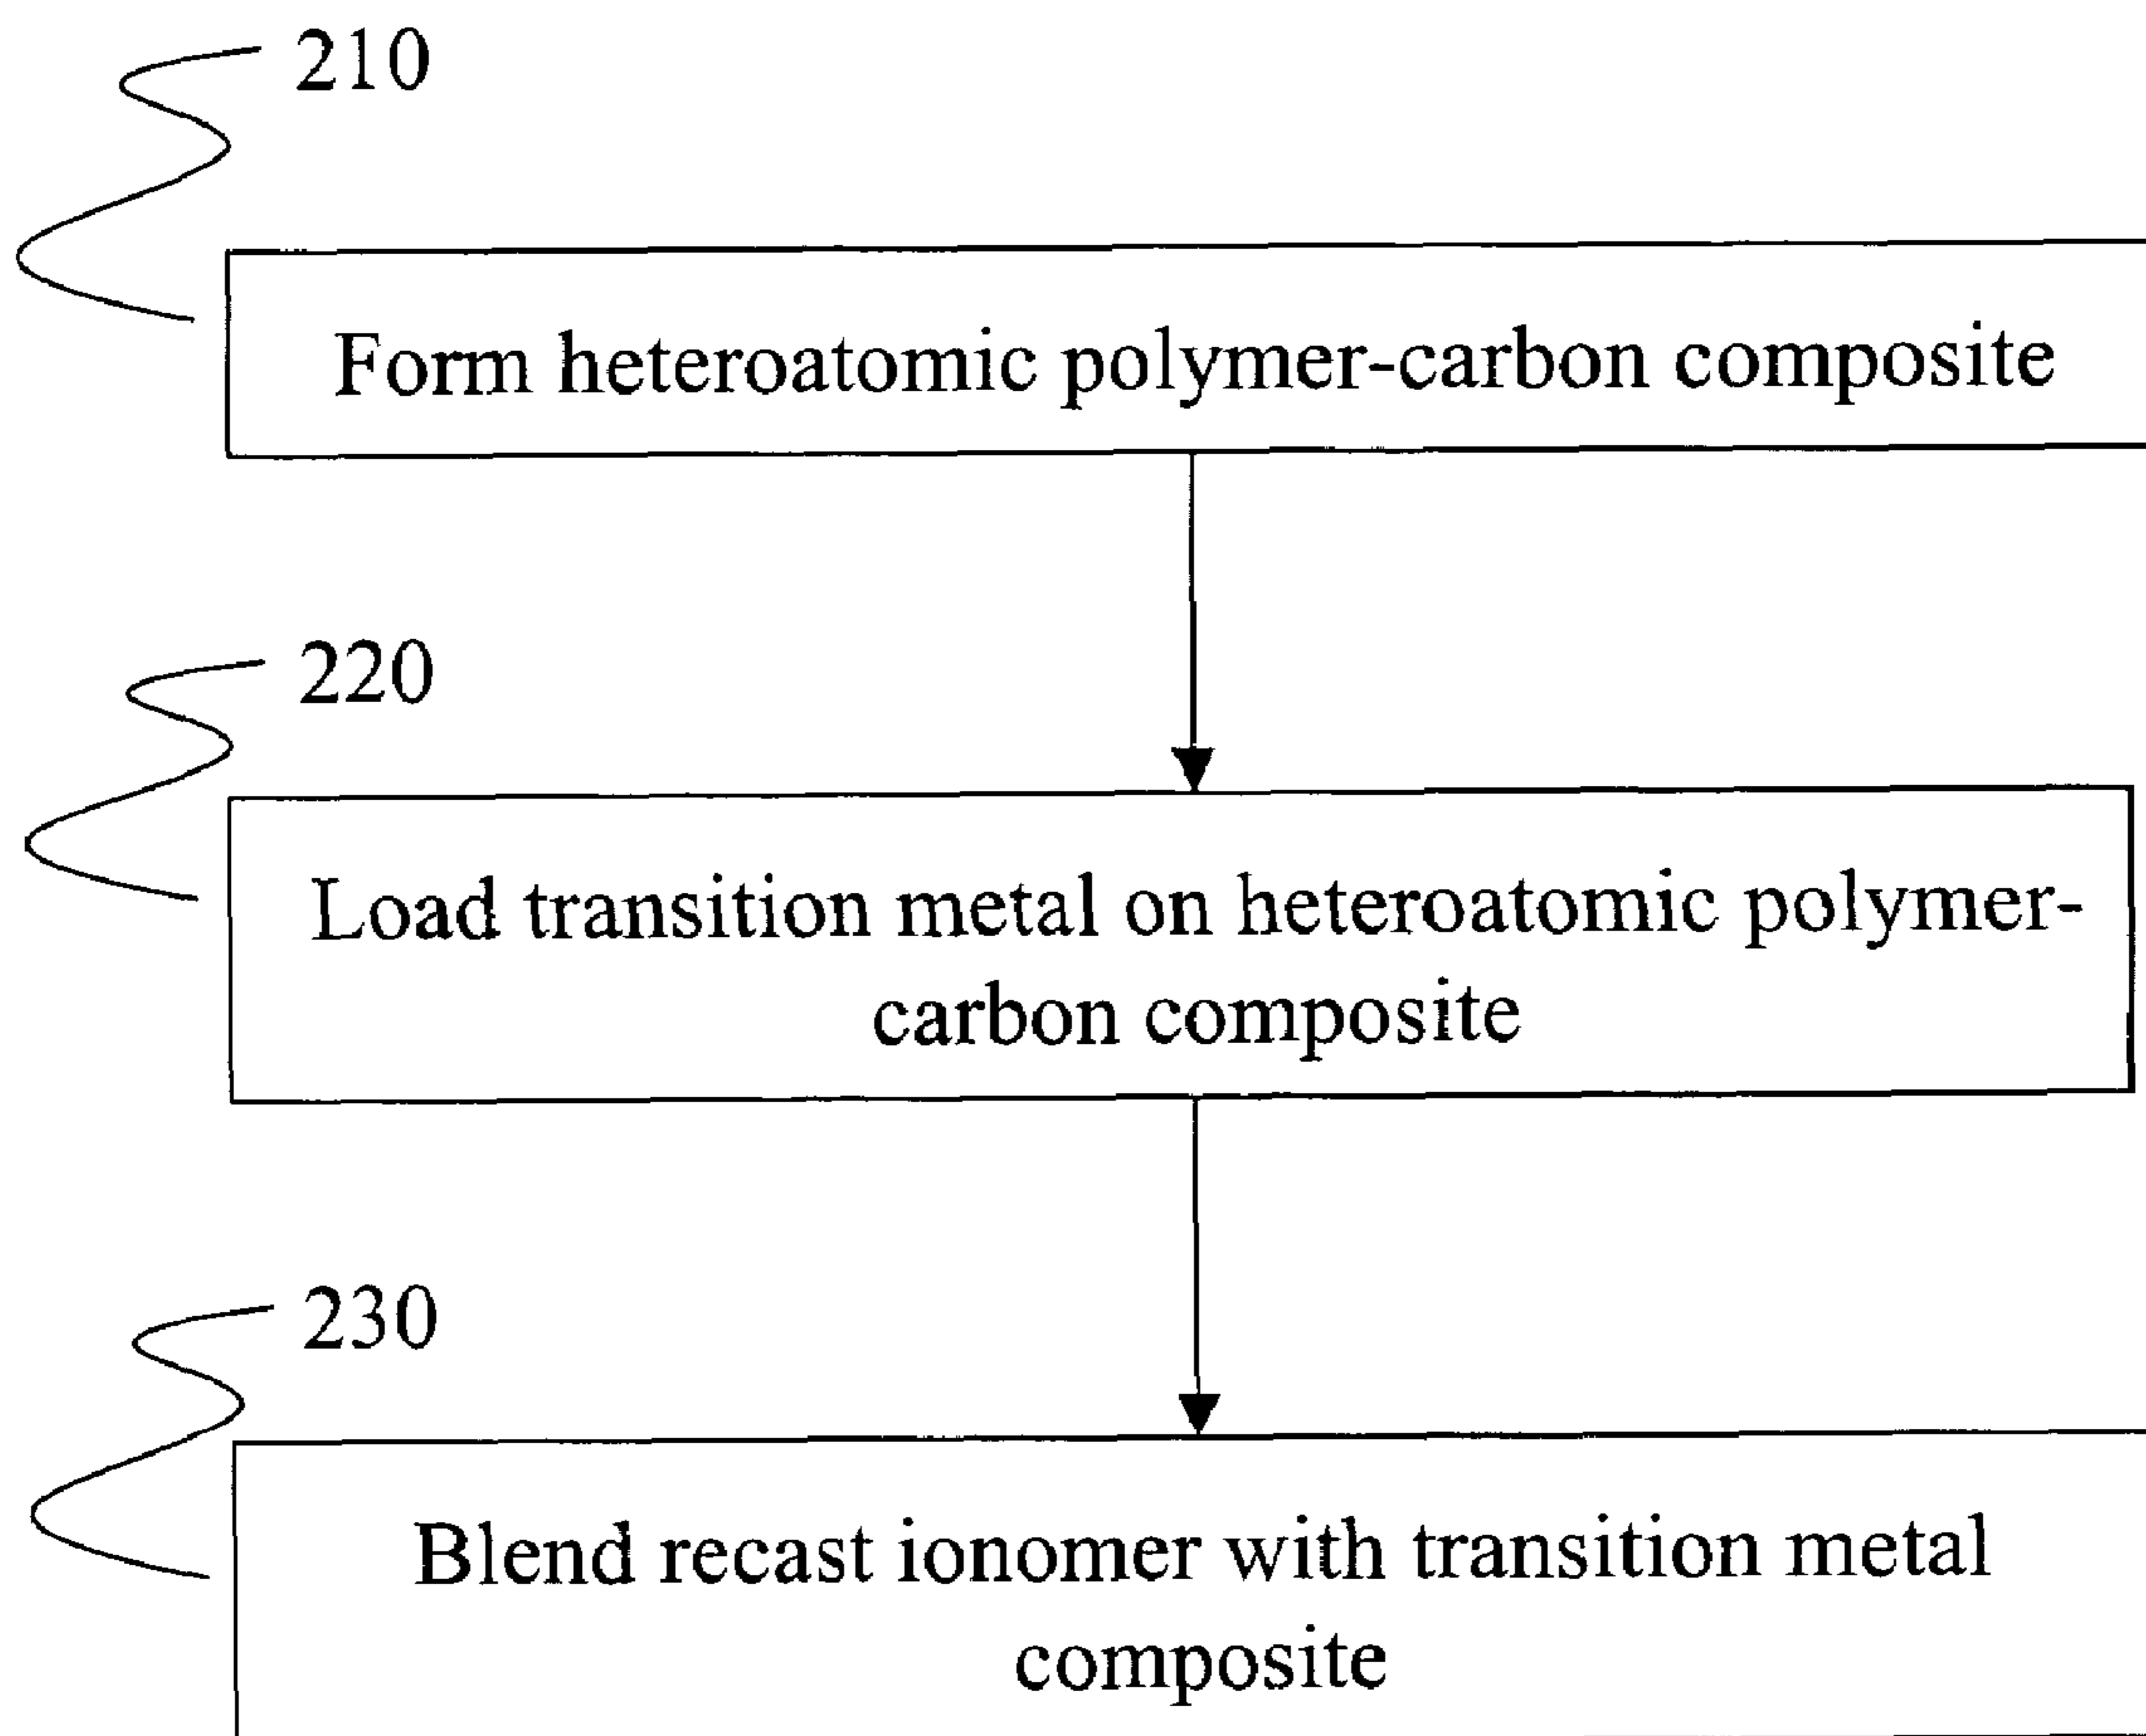 210
Form heteroatomic polymer-carbon composite
220
Load transition metal on heteroatomic polymer-
carbon composite
230
Blend recast ionomer with transition metal
composite